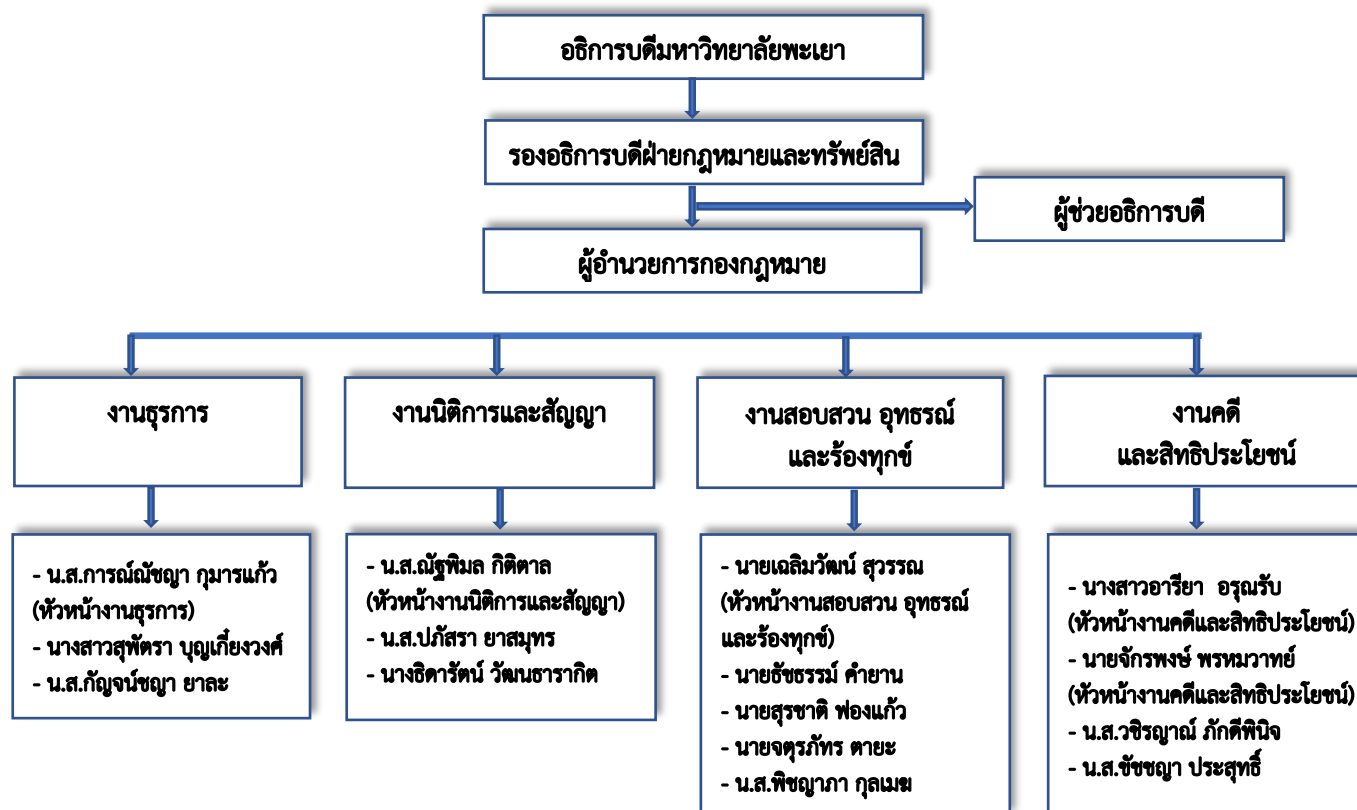 อธิการบดีมหาวิทยาลัยพะเยา
รองอธิการบดีฝ่ายกฎหมายและทรัพย์สิน
ผู้ช่วยอธิการบดี
ผู้อำนวยการกองกฎหมาย
งานธุรการ
งานนิติการและสัญญา
งานสอบสวน อุทธรณ์
และร้องทุกข์
งานคดี
และสิทธิประโยชน์
- น.ส.การณ์ณัชญา กุมารแก้ว
(หัวหน้างานธุรการ)
- นางสาวสุพัตรา บุญเกี๋ยงวงศ์
- น.ส.กัญจน์ชญา ยาละ
- น.ส.ณัฐพิมล กิติตาล
(หัวหน้างานนิติการและสัญญา)
- น.ส.ปภัสรา ยาสมุทร
- นางธิดารัตน์ วัฒนธารากิต
- นายเฉลิมวัฒน์ สุวรรณ
(หัวหน้างานสอบสวน อุทธรณ์
และร้องทุกข์)
- นายธัชธรรม์ คำยาน
- นายสุรชาติ ฟองแก้ว
- นายจตุรภัทร ตายะ
- น.ส.พิชญาภา กุลเมฆ
- นางสาวอารียา อรุณรับ
(หัวหน้างานคดีและสิทธิประโยชน์)
- นายจักรพงษ์ พรหมวาทย์
(หัวหน้างานคดีและสิทธิประโยชน์)
- น.ส.วชิรญาณ์ ภักดีพินิจ
- น.ส.ชัชชญา ประสุทธิ์